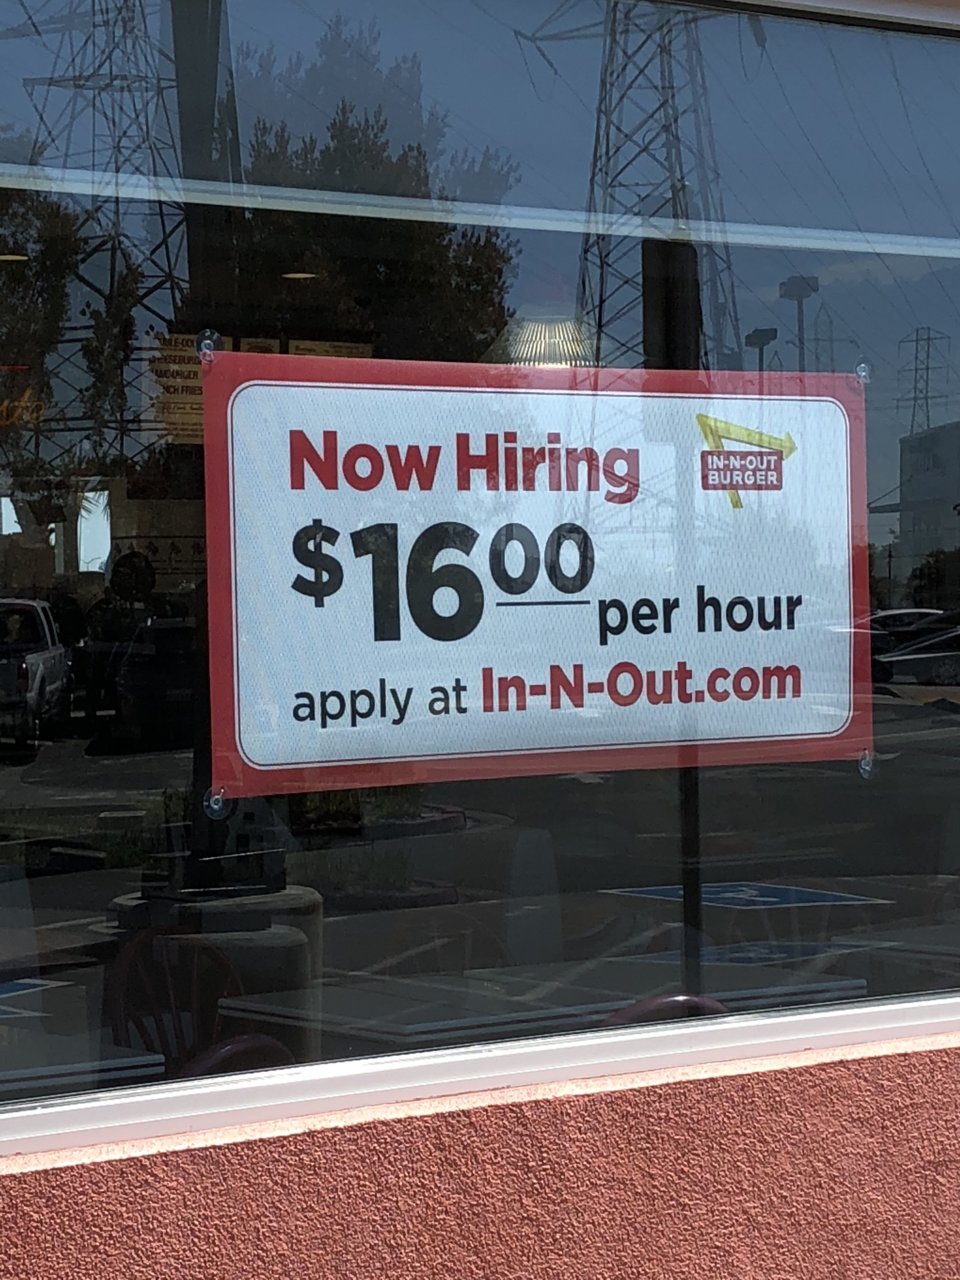 Now Hiring
IN-N-OUT
BURGER
$16.00 per hour
apply at In-N-Out.com